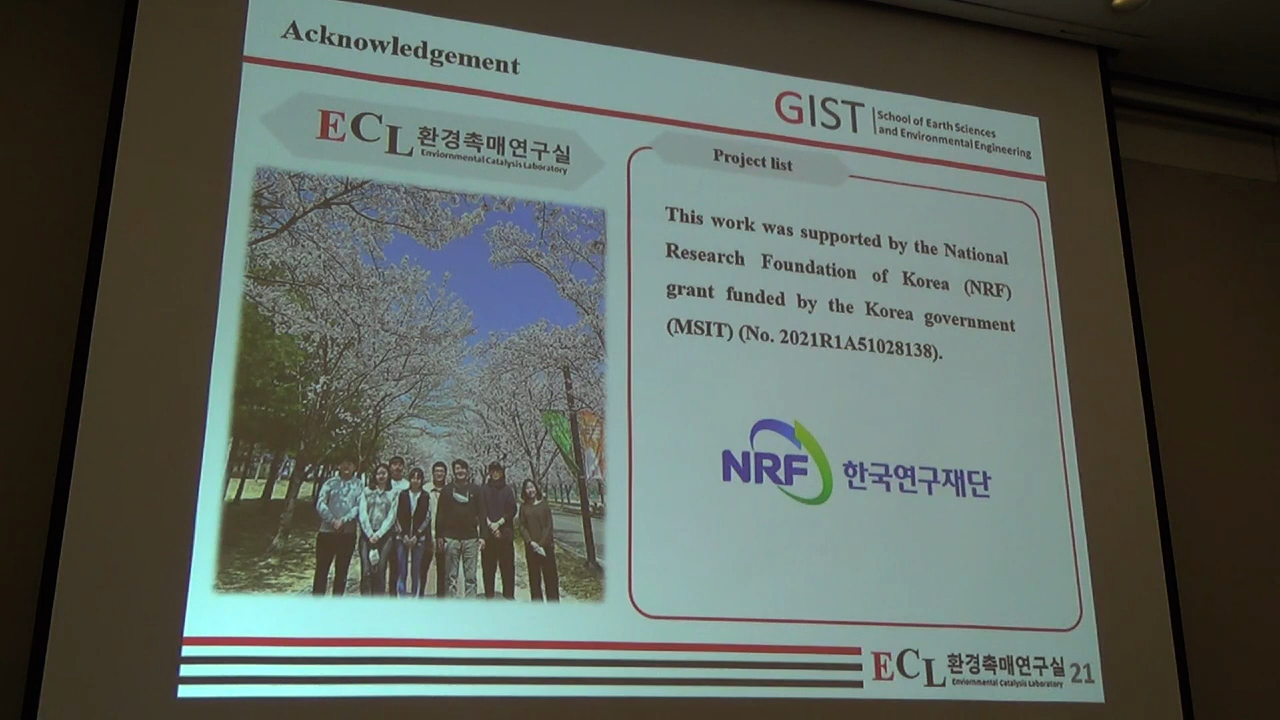 Acknowledgement
GIST
School of Earth Sciences
and Environmental Engineering
ECL 환경촉매연구실
Enviornmental Catalysis Laboratory
Project list
This work was supported by the National
Research Foundation of Korea (NRF)
grant funded by the Korea government
(MSIT) (No. 2021R1A51028138).
NRF 한국연구재단
ECL 환경촉매연구실 21
Enviornmental Catalysis Laboratory